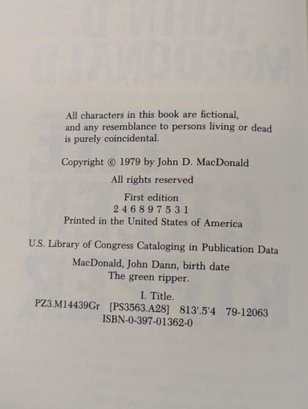 All characters in this book are fictional,
and any resemblance to persons living or dead
is purely coincidental.
Copyright © 1979 by John D. MacDonald
All rights reserved
First edition
2 4 6 8 9 7 5 3 1
Printed in the United States of America
U.S. Library of Congress Cataloging in Publication Data
MacDonald, John Dann, birth date
The green ripper.
I. Title.
PZ3.M14439Gr [PS3563.A28] 813'.5'4 79-12063
ISBN-0-397-01362-0